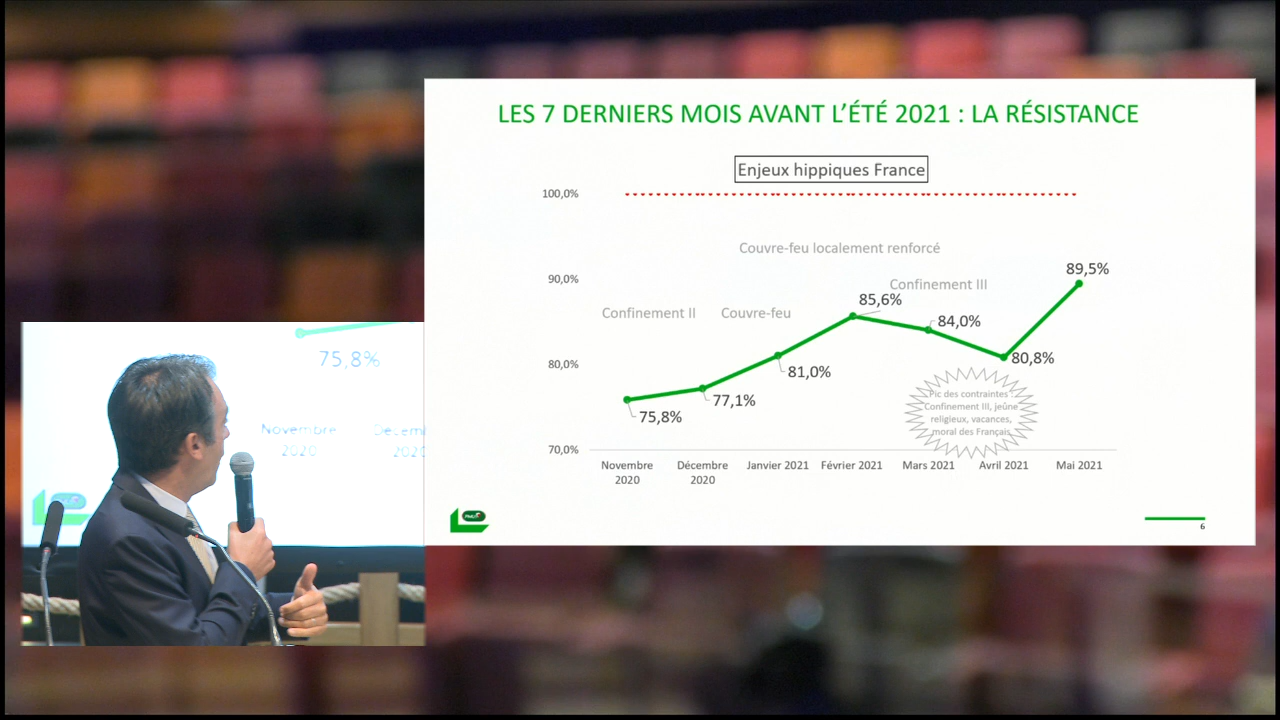 LES 7 DERNIERS MOIS AVANT L'ÉTÉ 2021 : LA RÉSISTANCE
Enjeux hippiques France
100,0%
Couvre-feu localement renforcé
90,0%
89,5%
Confinement III
85,6%
Confinement II
Couvre-feu
84,0%
80,8%
80,0%
81,0%
77,1%
75,8%
Pic des contraintes :
Confinement III, jeûne
religieux, vacances,
moral des Français
70,0%
Novembre
2020
Décembre
2020
Janvier 2021
Février 2021
Mars 2021
Avril 2021
Mai 2021
PMU
6
75,8%
Novembre
2020
Décem
202